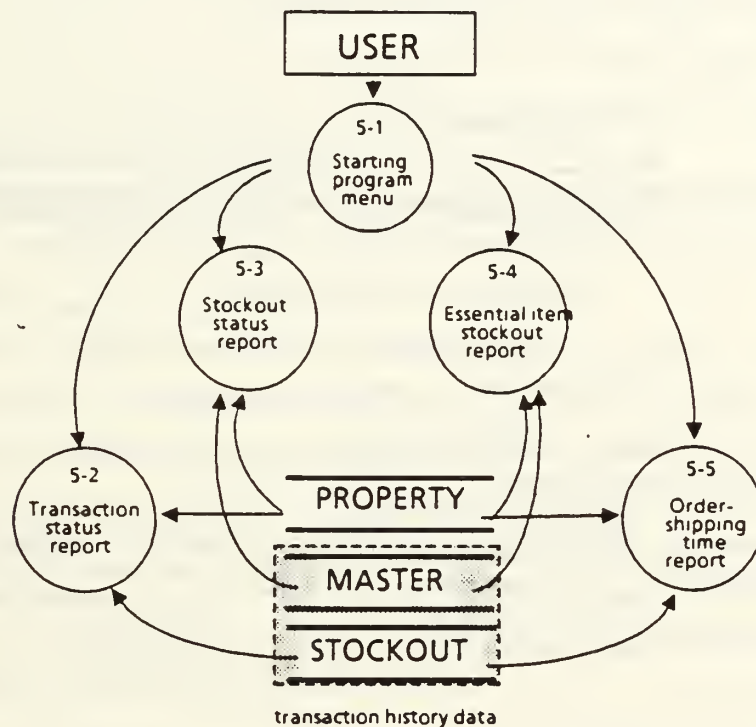 USER
5-1
Starting
program
menu
5-3
Stockout
status
report
5-4
Essential item
stockout
report
5-2
Transaction
status
report
PROPERTY
5-5
Order-
shipping
time
report
MASTER
STOCKOUT
transaction history data